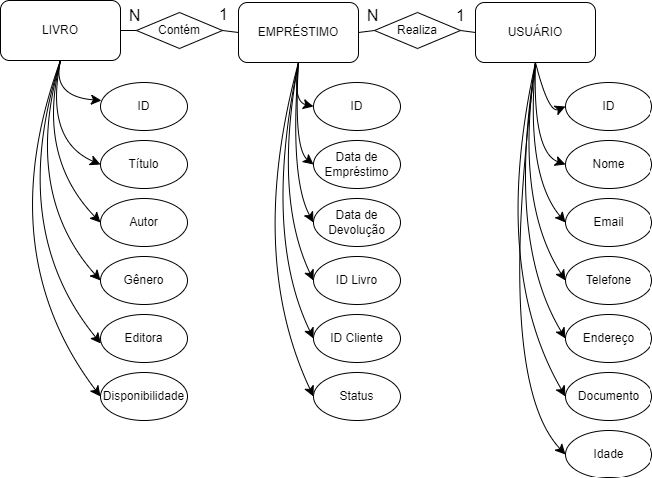 LIVRO
N
Contém
1
EMPRÉSTIMO
N
Realiza
1
USUÁRIO
ID
Título
Autor
Gênero
Editora
Disponibilidade
ID
Data de
Empréstimo
Data de
Devolução
ID Livro
ID Cliente
Status
ID
Nome
Email
Telefone
Endereço
Documento
Idade